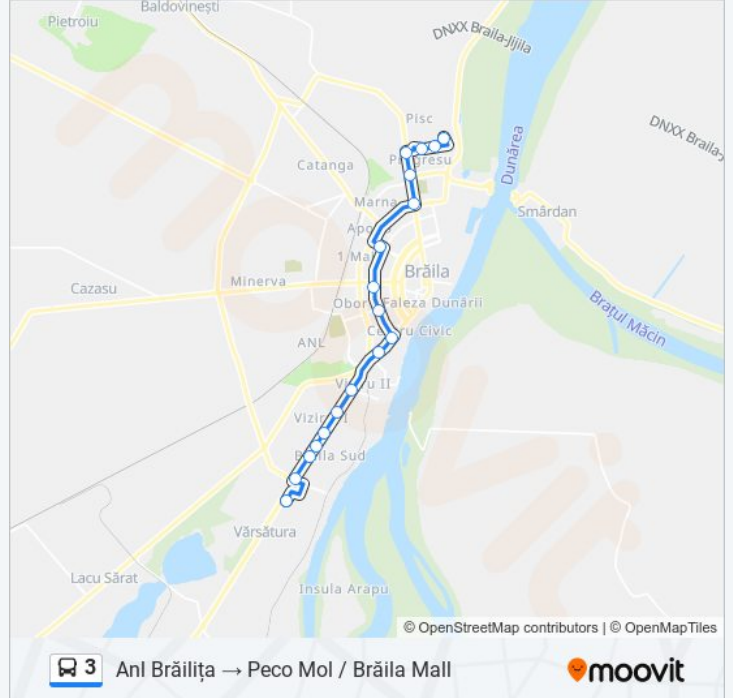 Baldovinești
Pietroiu
DNXX Braila-Jijila
Pisc
DNXX Braila-J
Progresu
Catanga
Dunărea
Marna
Smârdan
Apo
1 Ma
Brăila
Minerva
Cazasu
Obor
Faleza Dunării
Brațul Măcin
Centru Civic
ANL
Viziru II
Viziru I
Brăila Sud
Vărsătura
Lacu Sărat
Insula Arapu
moovit
© OpenStreetMap contributors | © OpenMapTiles
3 Anl Brăilița → Peco Mol / Brăila Mall
moovit